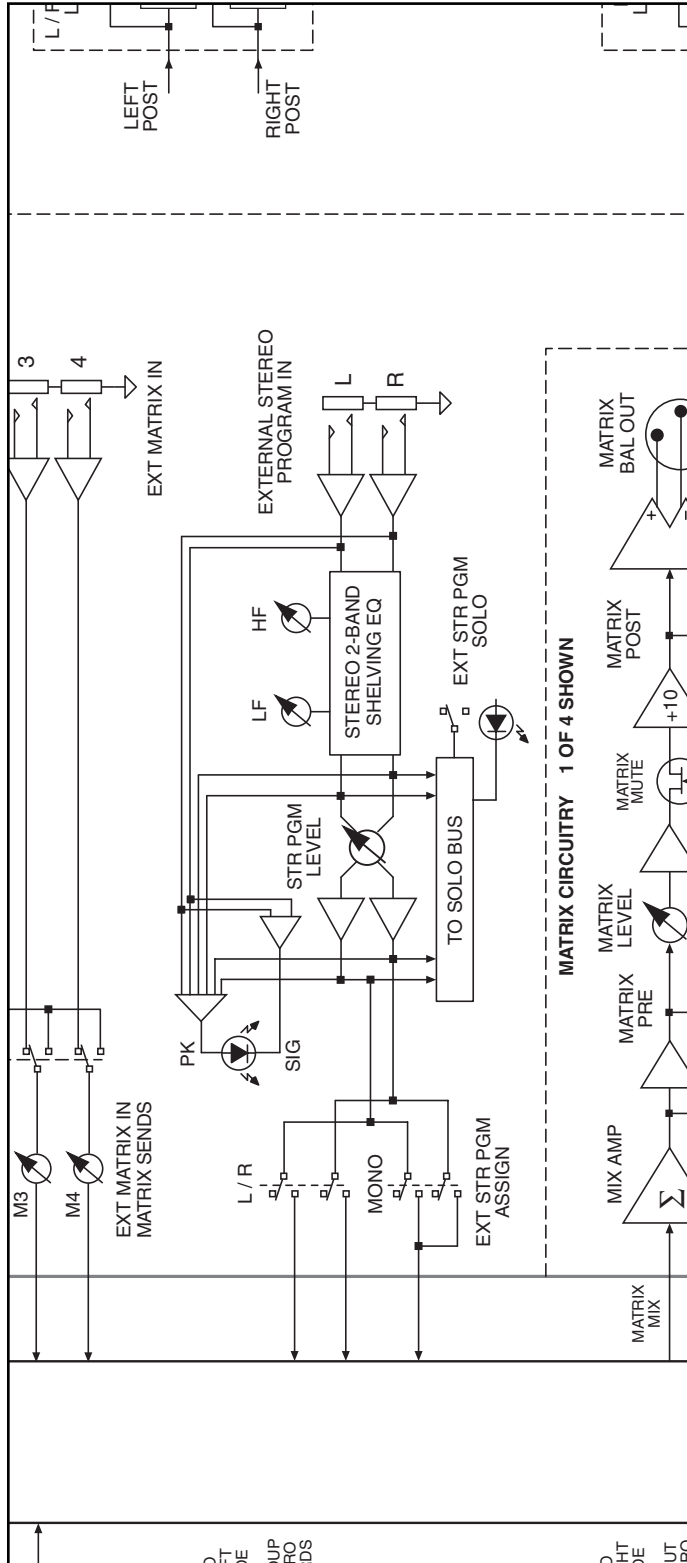 L / R
L
LEFT
POST
RIGHT
POST
3
4
EXT MATRIX IN
EXTERNAL STEREO
PROGRAM IN
L
R
HF
LF
STEREO 2-BAND
SHELVING EQ
EXT STR PGM
SOLO
STR PGM
LEVEL
TO SOLO BUS
PK
SIG
M3
M4
EXT MATRIX IN
MATRIX SENDS
L / R
MONO
EXT STR PGM
ASSIGN
MATRIX CIRCUITRY 1 OF 4 SHOWN
MATRIX
BAL OUT
+
–
MATRIX
POST
+10
MATRIX
MUTE
MATRIX
LEVEL
MATRIX
PRE
MIX AMP
Σ
MATRIX
MIX